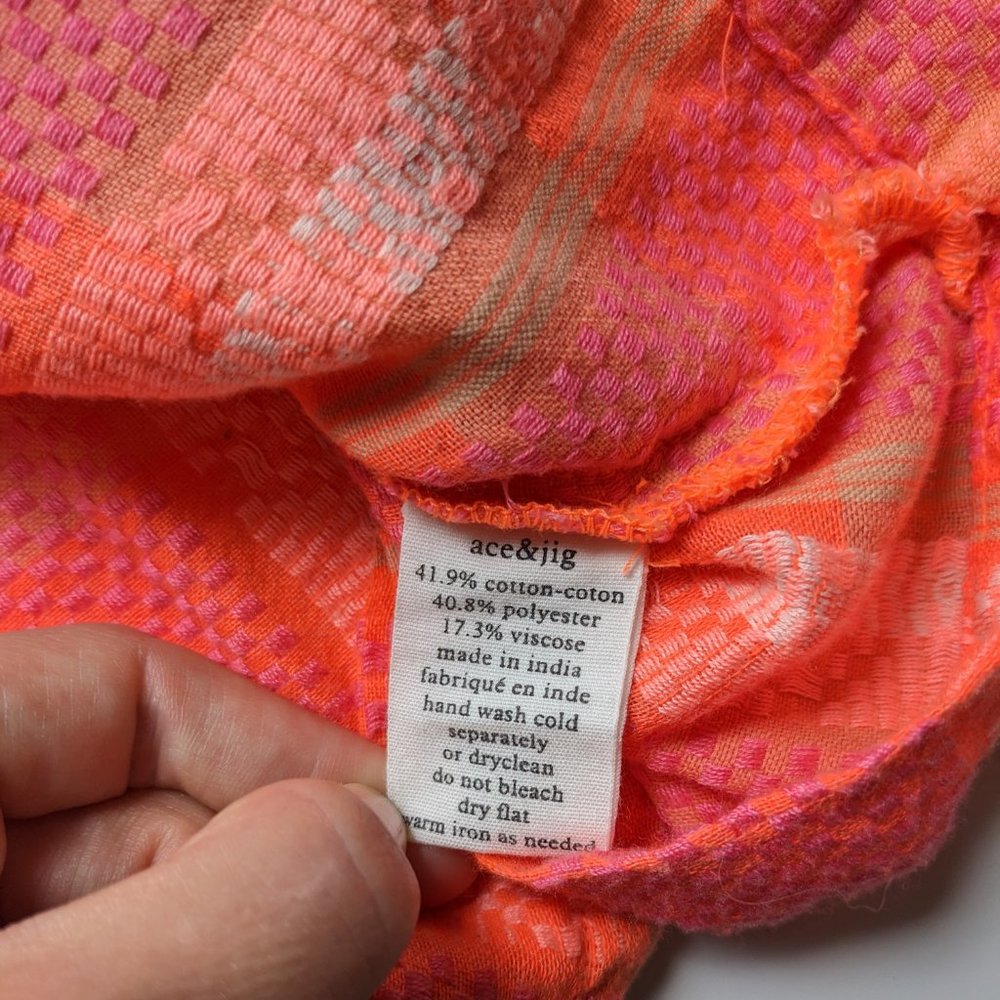 ace&jig
41.9% cotton-coton
40.8% polyester
17.3% viscose
made in india
fabriqué en inde
hand wash cold
separately
or dryclean
do not bleach
dry flat
warm iron as needed